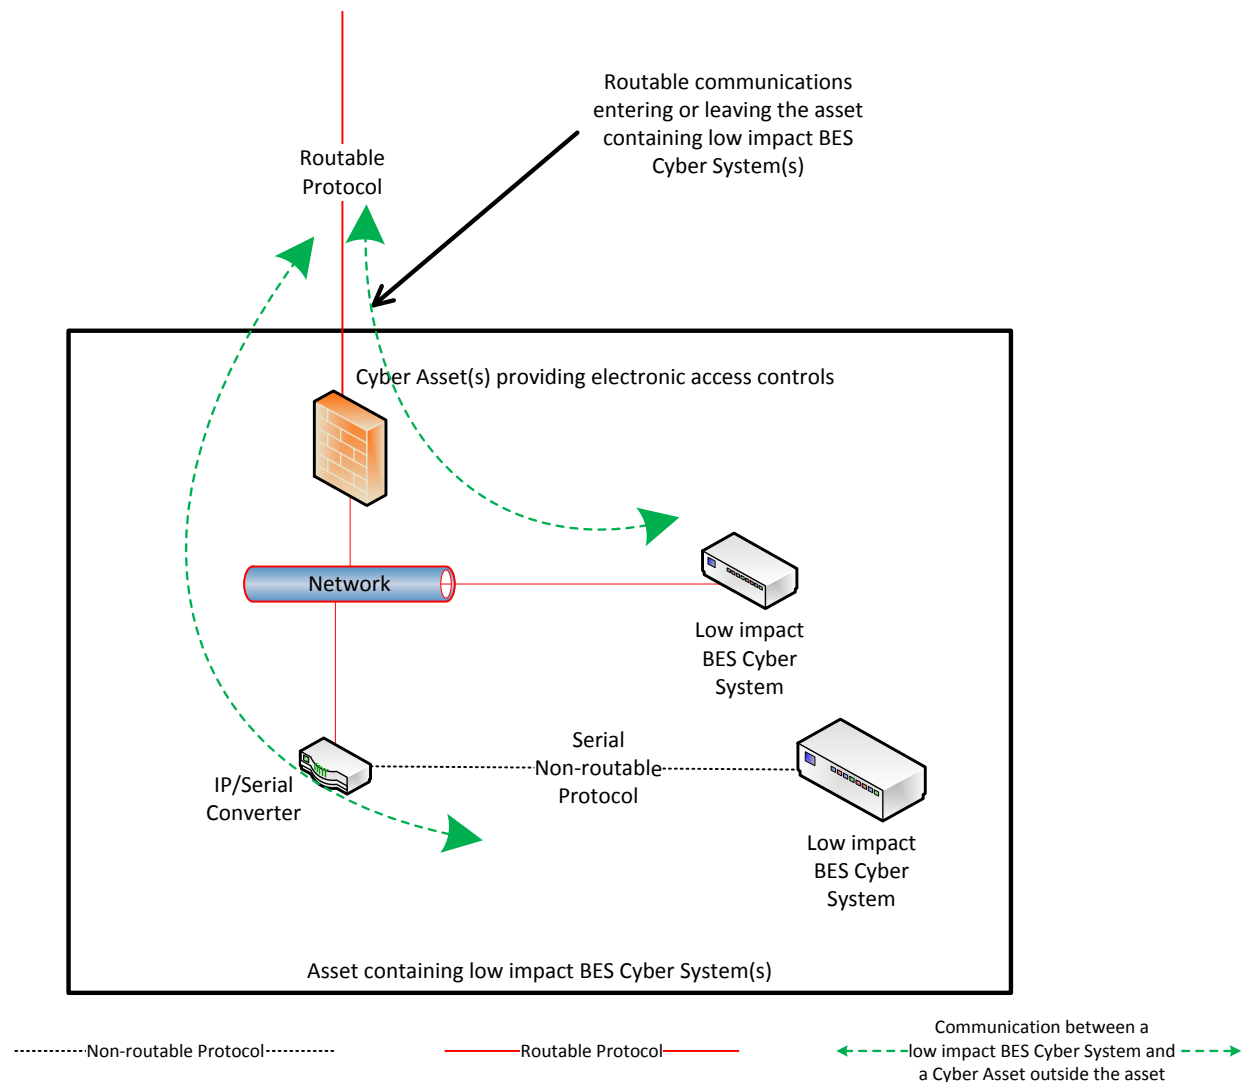 Routable communications
entering or leaving the asset
containing low impact BES
Cyber System(s)
Routable
Protocol
Cyber Asset(s) providing electronic access controls
Network
Low impact
BES Cyber
System
Serial
Non-routable
Protocol
IP/Serial
Converter
Low impact
BES Cyber
System
Asset containing low impact BES Cyber System(s)
Non-routable Protocol
Routable Protocol
Communication between a
low impact BES Cyber System and
a Cyber Asset outside the asset